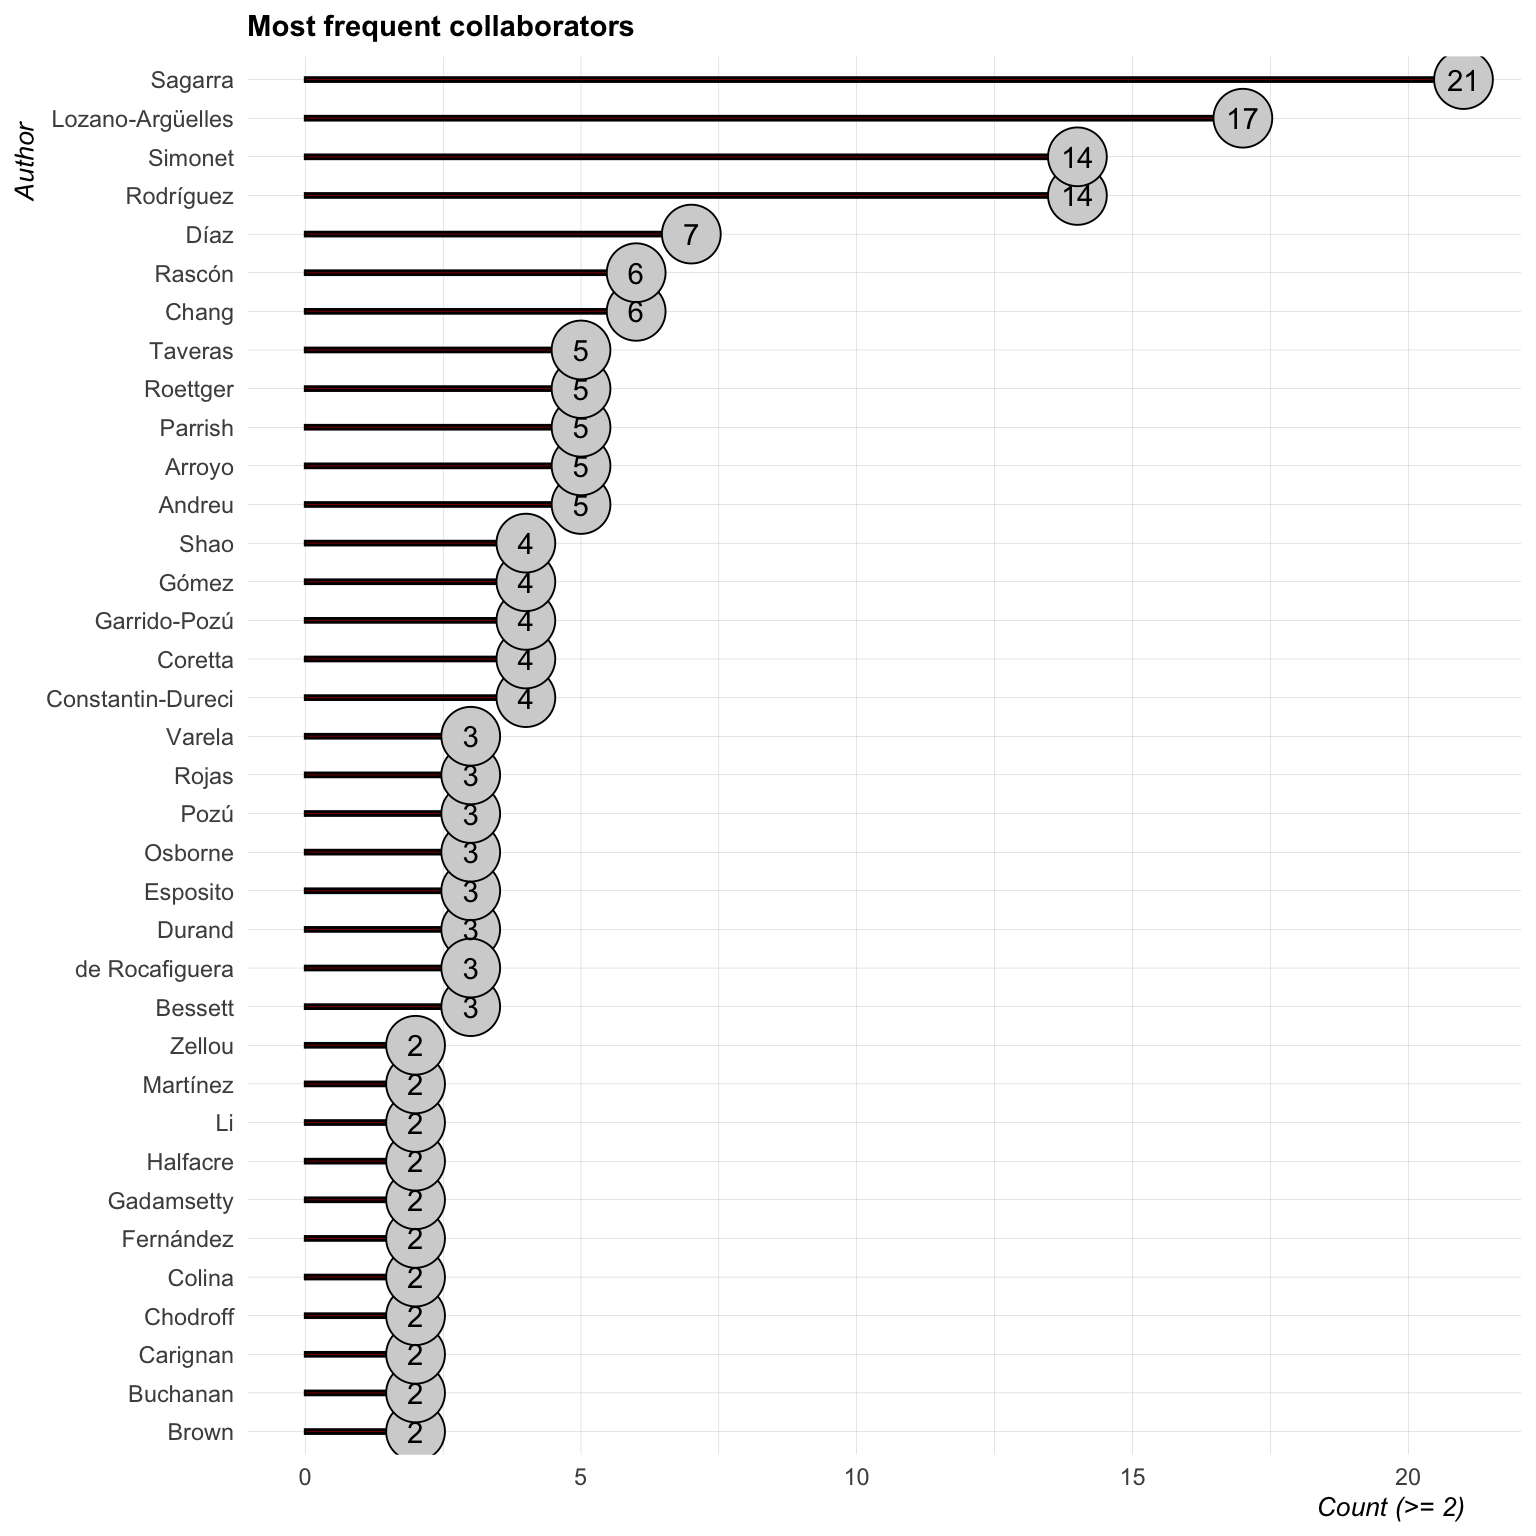 Most frequent collaborators
Author
Sagarra 21
Lozano-Argüelles 17
Simonet 14
Rodríguez 14
Díaz 7
Rascón 6
Chang 6
Taveras 5
Roettger 5
Parrish 5
Arroyo 5
Andreu 5
Shao 4
Gómez 4
Garrido-Pozú 4
Coretta 4
Constantin-Dureci 4
Varela 3
Rojas 3
Pozú 3
Osborne 3
Esposito 3
Durand 3
de Rocafiguera 3
Bessett 3
Zellou 2
Martínez 2
Li 2
Halfacre 2
Gadamsetty 2
Fernández 2
Colina 2
Chodroff 2
Carignan 2
Buchanan 2
Brown 2
0 5 10 15 20
Count (>= 2)